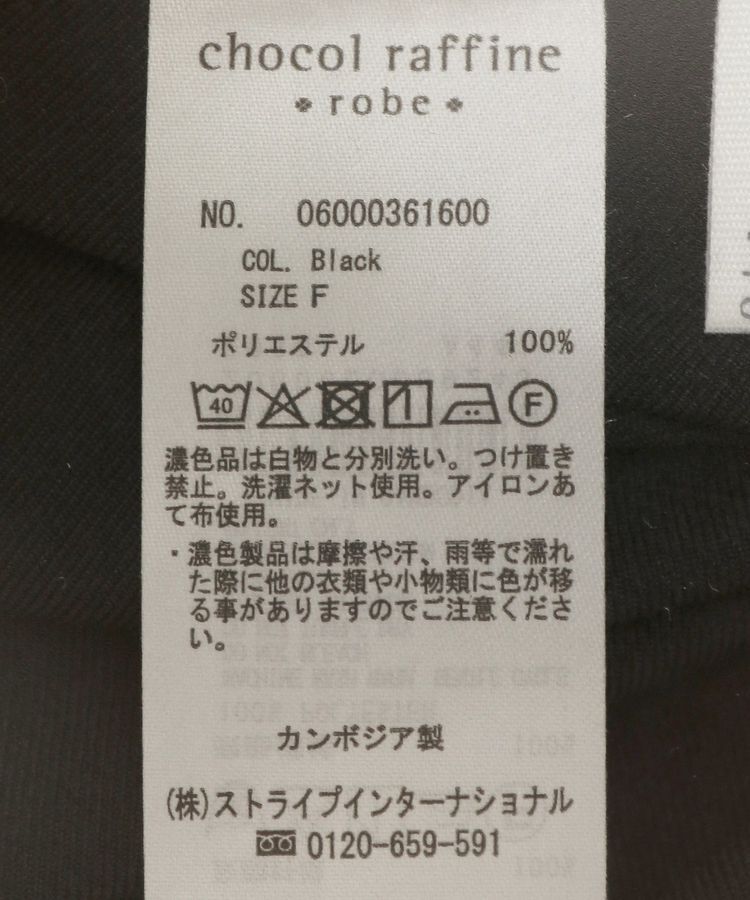 chocol raffine
robe
NO. 06000361600
COL. Black
SIZE F
ポリエステル 100%
40 F
濃色品は白物と分別洗い。つけ置き
禁止。洗濯ネット使用。アイロンあ
て布使用。
・濃色製品は摩擦や汗、雨等で濡れ
た際に他の衣類や小物類に色が移
る事がありますのでご注意くださ
い。
カンボジア製
(株)ストライプインターナショナル
0120-659-591